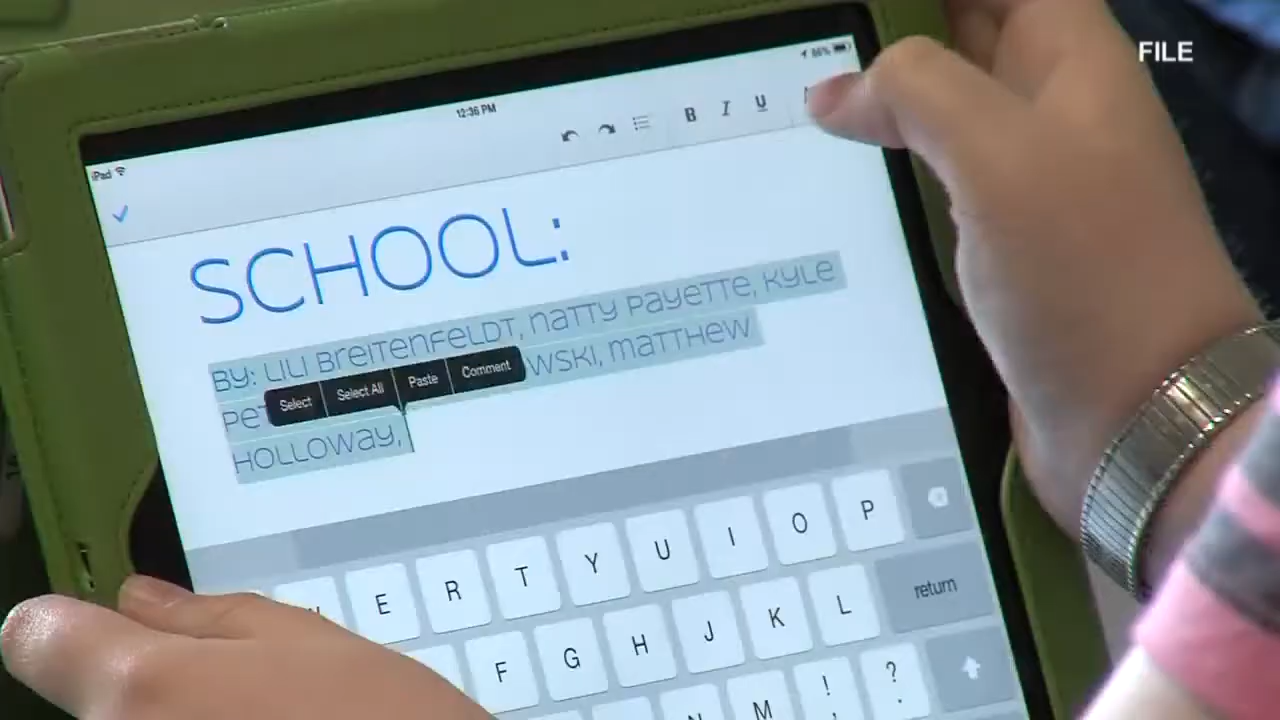 FILE
86%
12:36 PM
iPad
B I U
SCHOOL:
BY: LILI BreITenFeLDT, naTTY PaYeTTe, KYLe
WSKI, maTTHew
Select Select All Paste Comment
HOLLOWAY,
E R T Y U I O P
F G H J K L return
N M ! , ? .